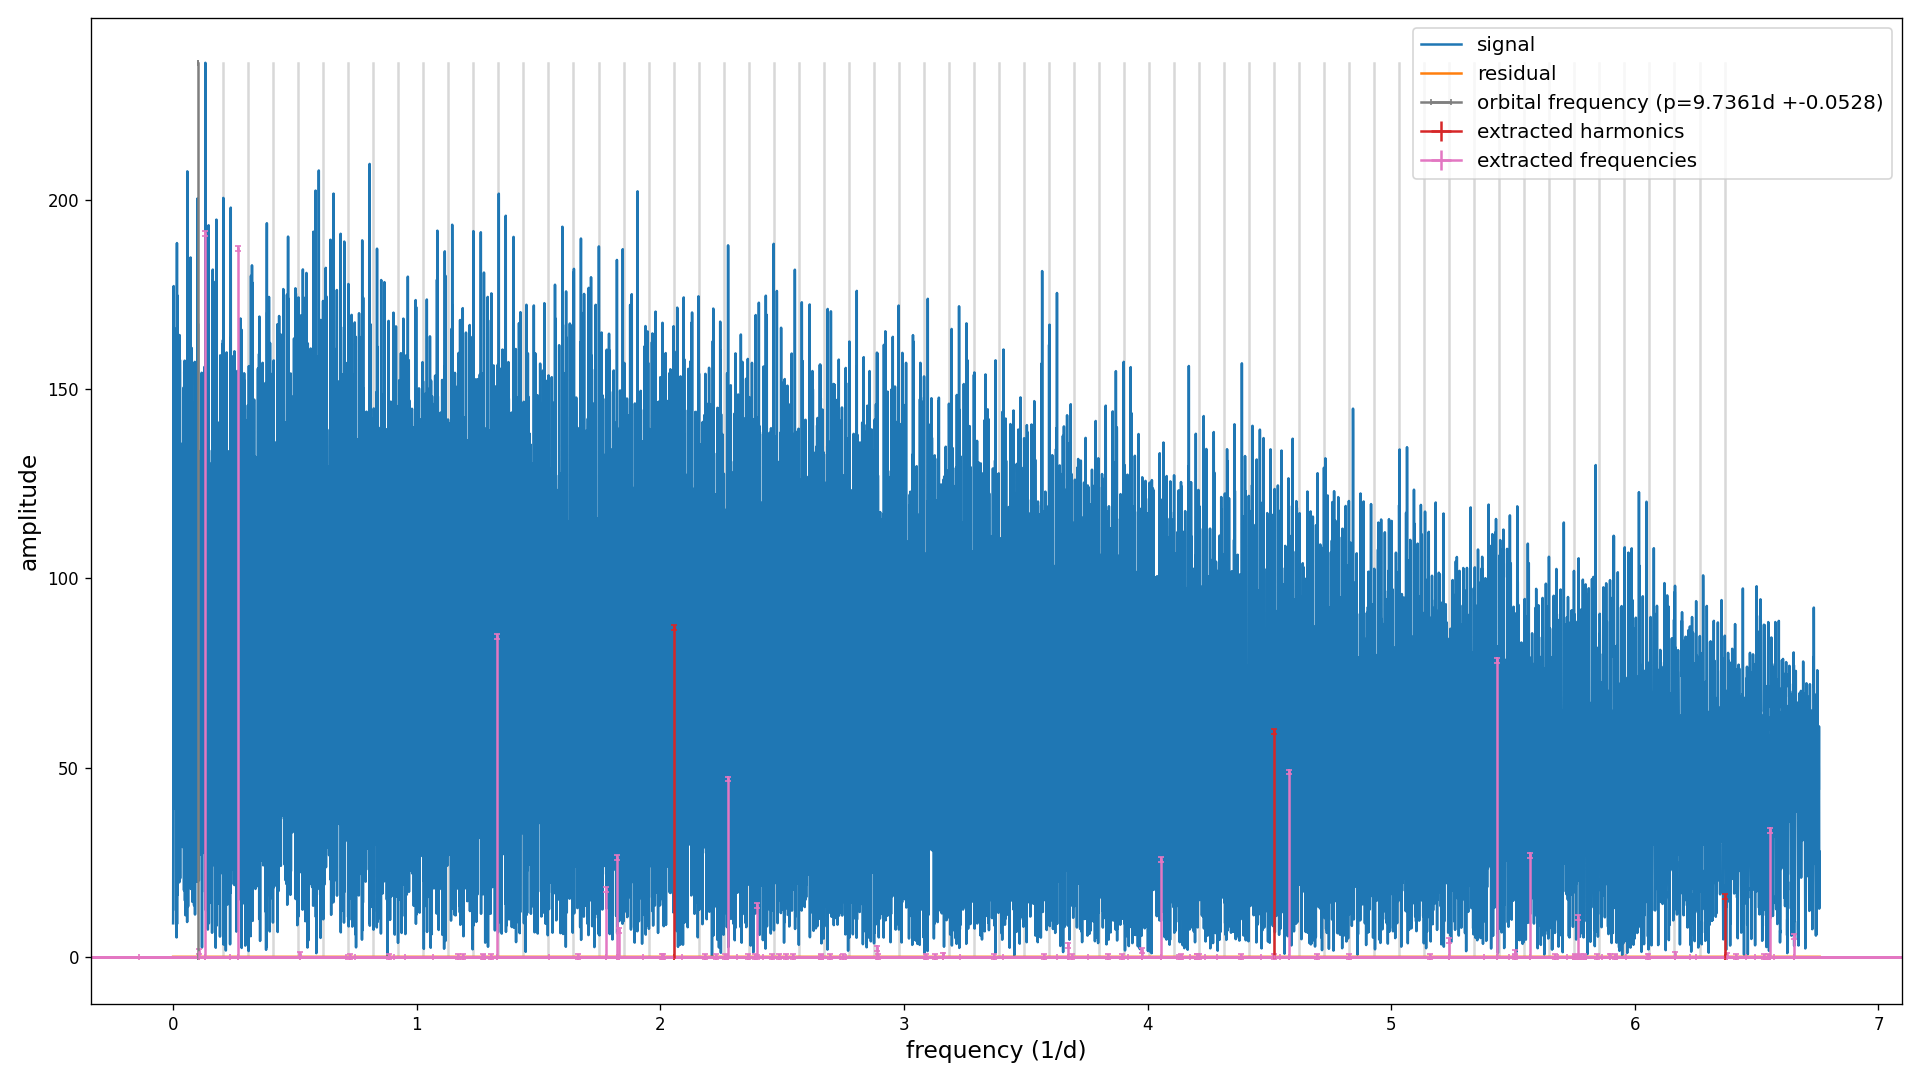 signal
residual
orbital frequency (p=9.7361d +-0.0528)
extracted harmonics
extracted frequencies
amplitude
200
150
100
50
0
0 1 2 3 4 5 6 7
frequency (1/d)